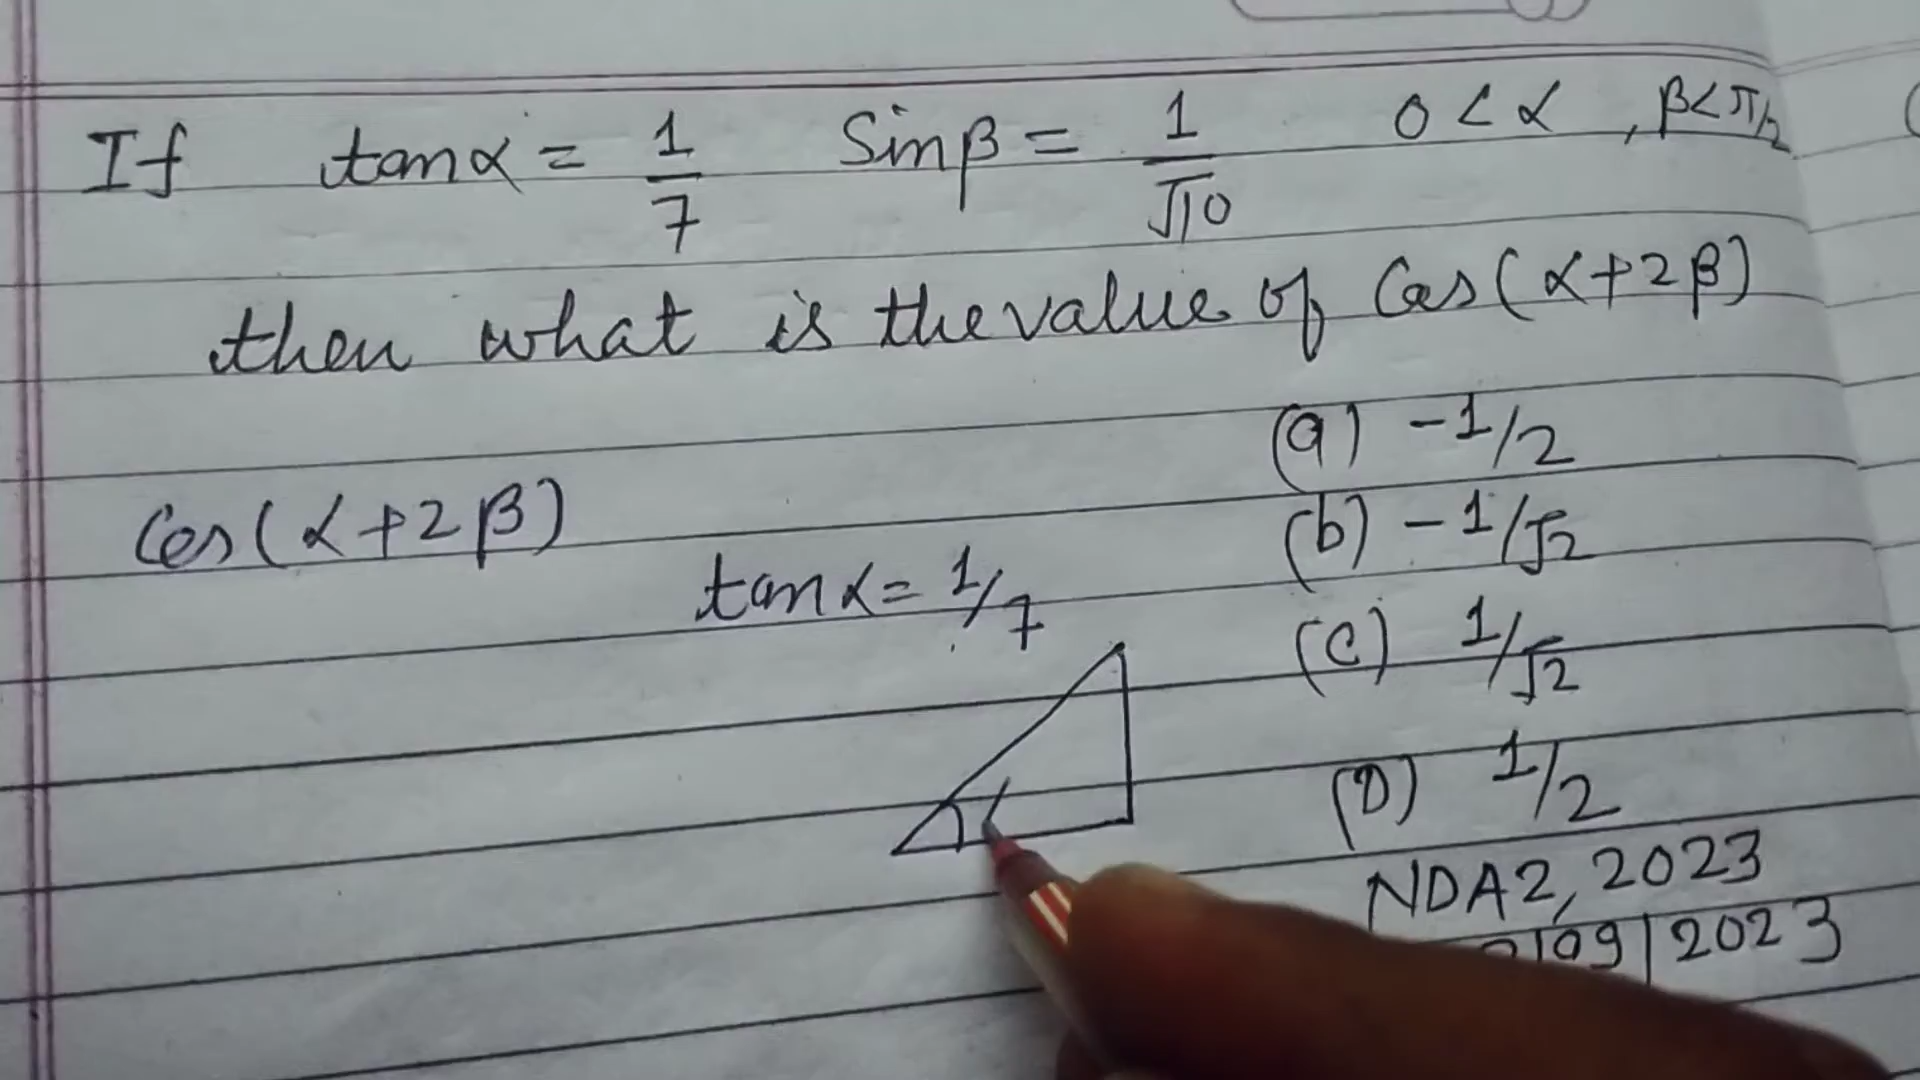 If tanα = 1/7 Sinβ = 1/√10 0 < α , β < π/2
then what is the value of Cos(α+2β)
(a) -1/2
Cos(α+2β)
(b) -1/√2
tanα = 1/7
(c) 1/√2
(D) 1/2
NDA2, 2023
/09/2023